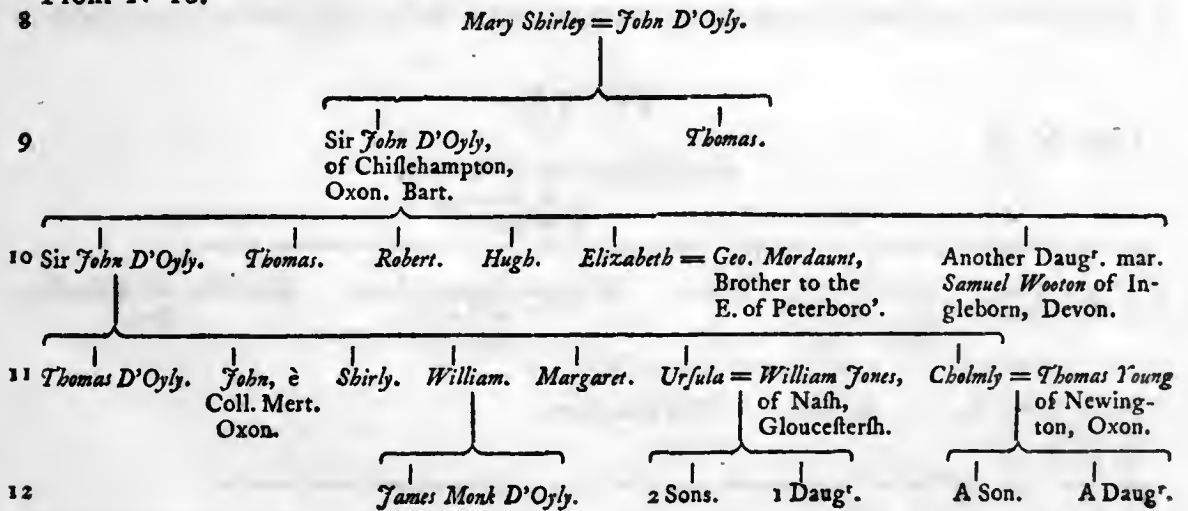 From N° 10.
8 Mary Shirley = John D'Oyly.
9 Sir John D'Oyly, Thomas.
of Chiſlehampton,
Oxon. Bart.
10 Sir John D'Oyly. Thomas. Robert. Hugh. Elizabeth = Geo. Mordaunt, Another Daugʳ. mar.
Brother to the Samuel Wooton of In-
E. of Peterboro'. gleborn, Devon.
11 Thomas D'Oyly. John, è Shirly. William. Margaret. Urſula = William Jones, Cholmly = Thomas Young
Coll. Mert. of Naſh, of Newing-
Oxon. Glouceſterſh. ton, Oxon.
12 James Monk D'Oyly. 2 Sons. 1 Daugʳ. A Son. A Daugʳ.